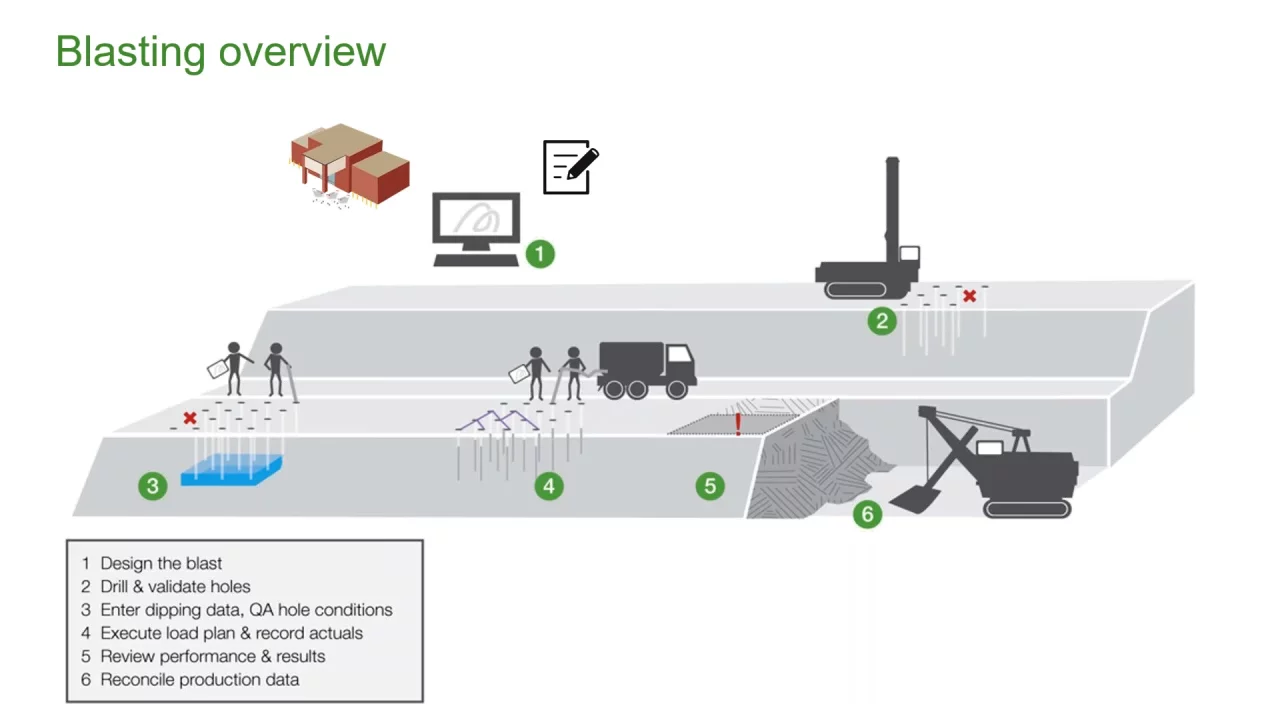 Blasting overview
1
2
3
4
5
6
1 Design the blast
2 Drill & validate holes
3 Enter dipping data, QA hole conditions
4 Execute load plan & record actuals
5 Review performance & results
6 Reconcile production data